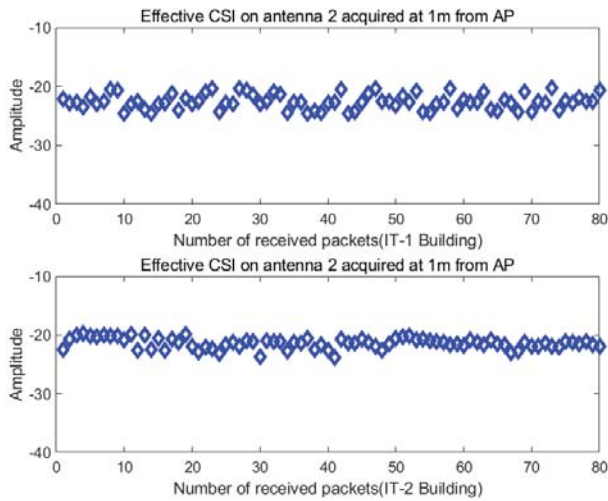 Effective CSI on antenna 2 acquired at 1m from AP
-10
-20
-30
-40
Amplitude
0 10 20 30 40 50 60 70 80
Number of received packets(IT-1 Building)
Effective CSI on antenna 2 acquired at 1m from AP
-10
-20
-30
-40
Amplitude
0 10 20 30 40 50 60 70 80
Number of received packets(IT-2 Building)